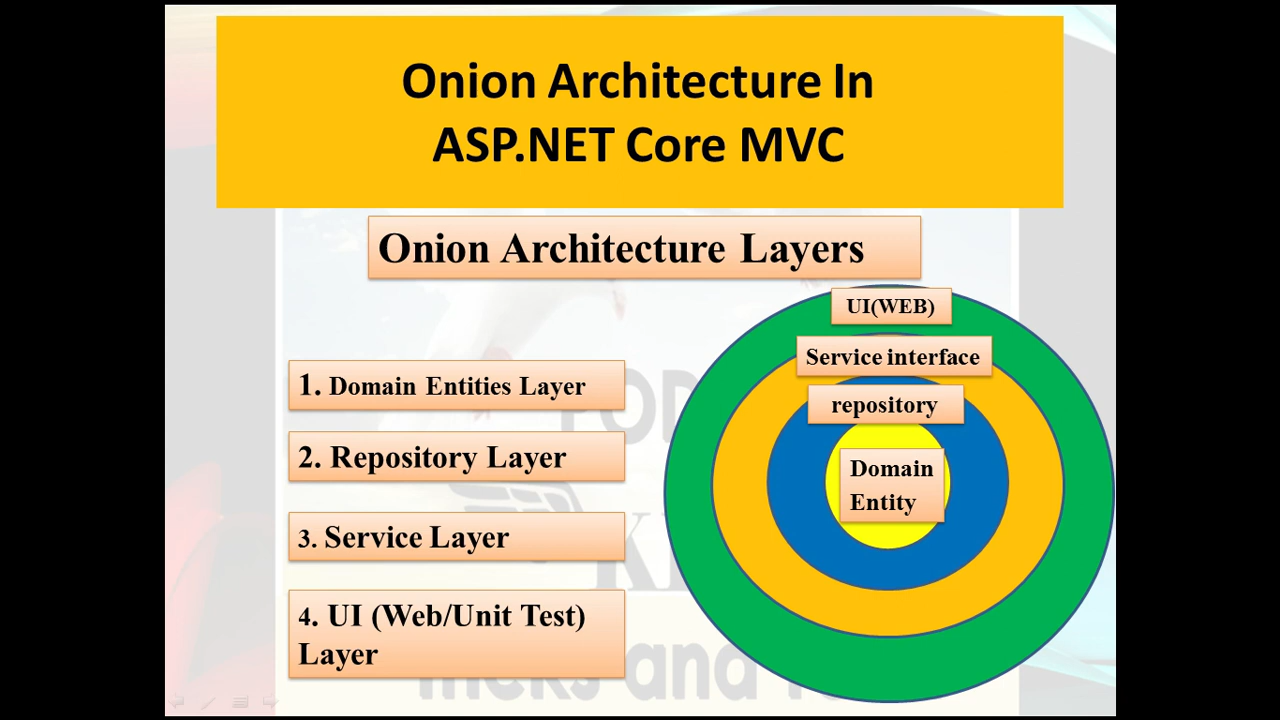 Onion Architecture In
ASP.NET Core MVC
Onion Architecture Layers
1. Domain Entities Layer
2. Repository Layer
3. Service Layer
4. UI (Web/Unit Test)
Layer
UI(WEB)
Service interface
repository
Domain
Entity